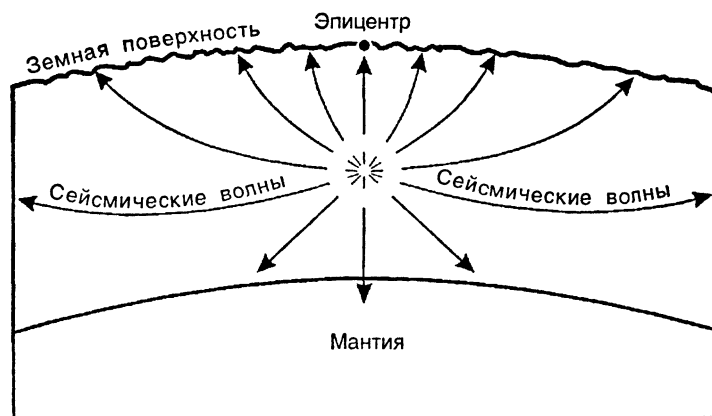 Эпицентр
Земная поверхность
Сейсмические волны
Сейсмические волны
Мантия